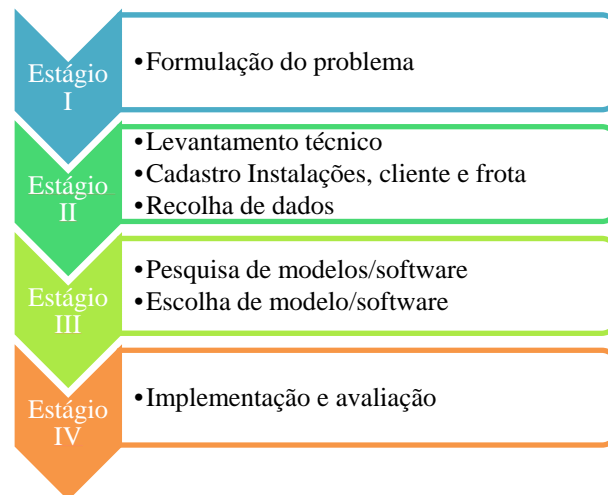 Estágio
I
•Formulação do problema
Estágio
II
•Levantamento técnico
•Cadastro Instalações, cliente e frota
•Recolha de dados
Estágio
III
•Pesquisa de modelos/software
•Escolha de modelo/software
Estágio
IV
•Implementação e avaliação